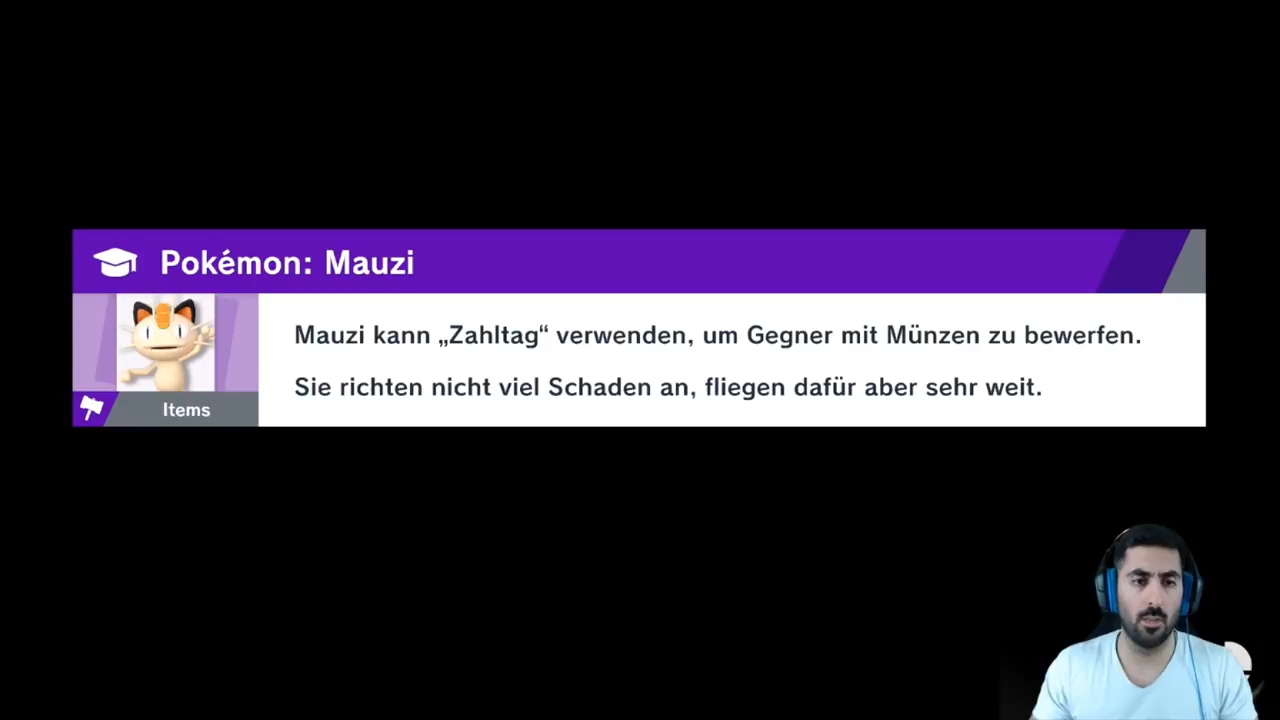 Pokémon: Mauzi
Mauzi kann „Zahltag“ verwenden, um Gegner mit Münzen zu bewerfen.
Sie richten nicht viel Schaden an, fliegen dafür aber sehr weit.
Items